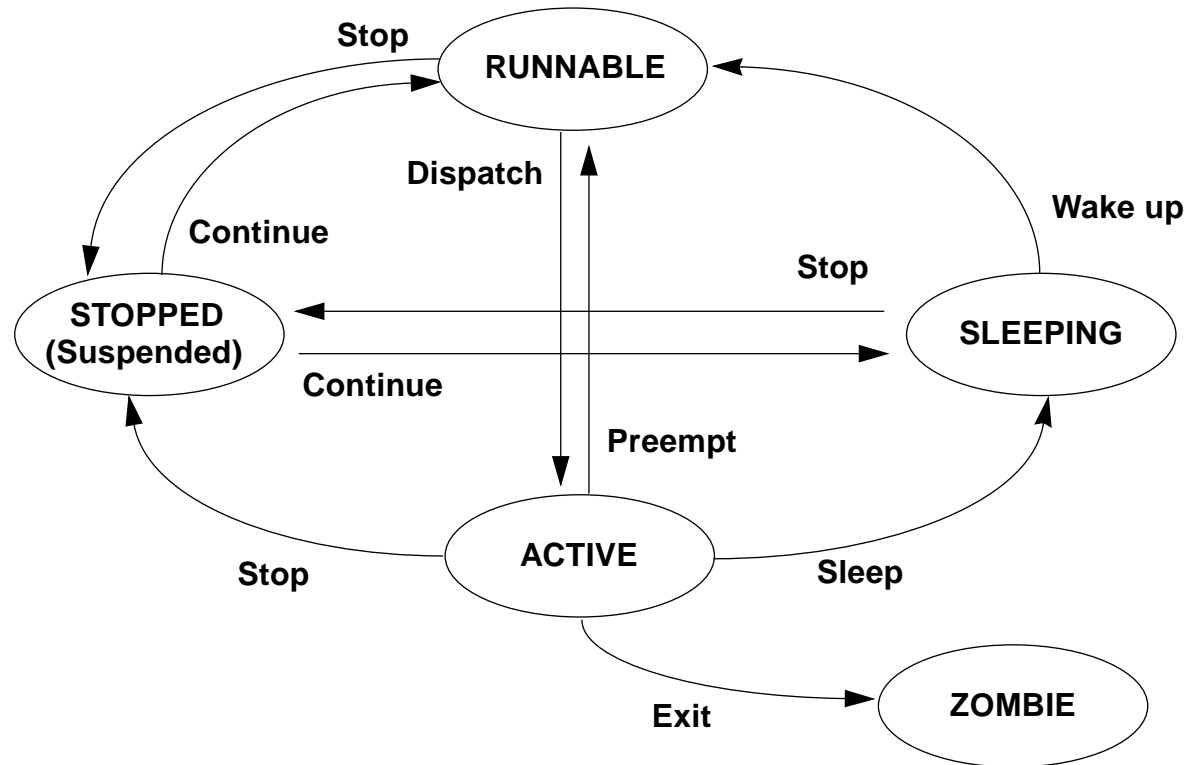 Stop
RUNNABLE
Dispatch
Wake up
Continue
Stop
STOPPED
(Suspended)
SLEEPING
Continue
Preempt
ACTIVE
Stop
Sleep
ZOMBIE
Exit